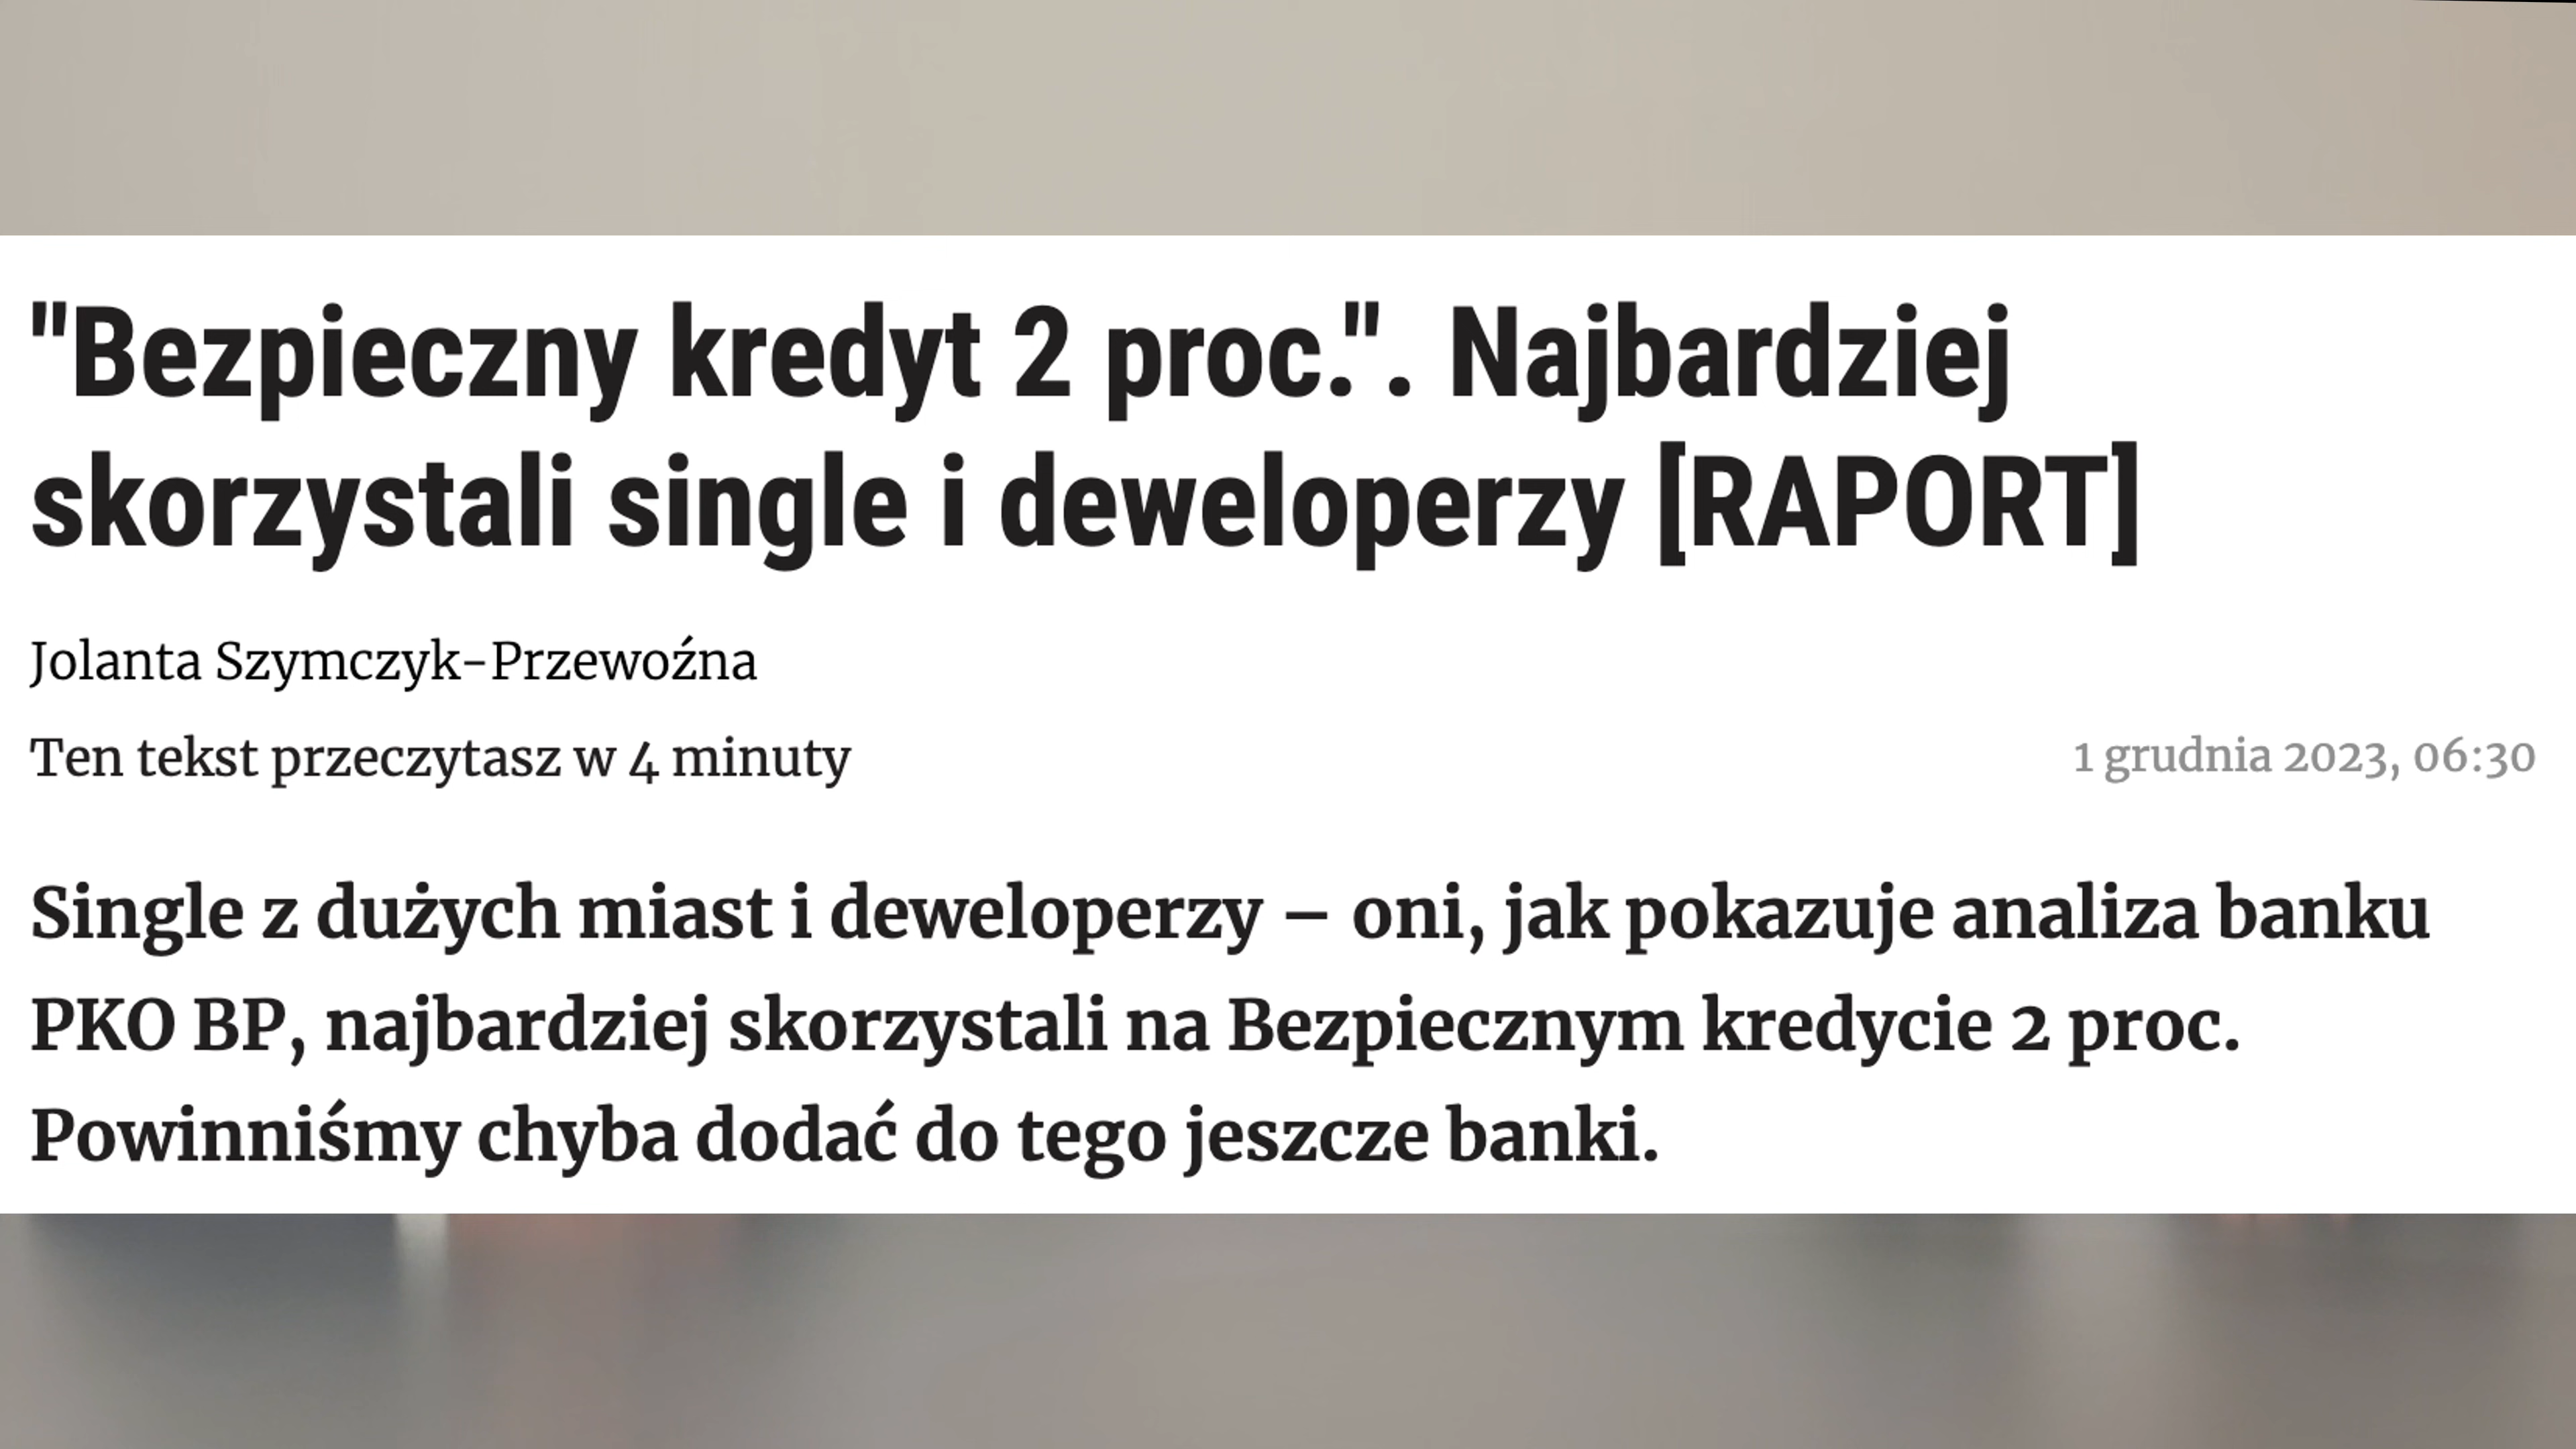 "Bezpieczny kredyt 2 proc.". Najbardziej
skorzystali single i deweloperzy [RAPORT]
Jolanta Szymczyk-Przewoźna
Ten tekst przeczytasz w 4 minuty
1 grudnia 2023, 06:30
Single z dużych miast i deweloperzy – oni, jak pokazuje analiza banku
PKO BP, najbardziej skorzystali na Bezpiecznym kredycie 2 proc.
Powinniśmy chyba dodać do tego jeszcze banki.